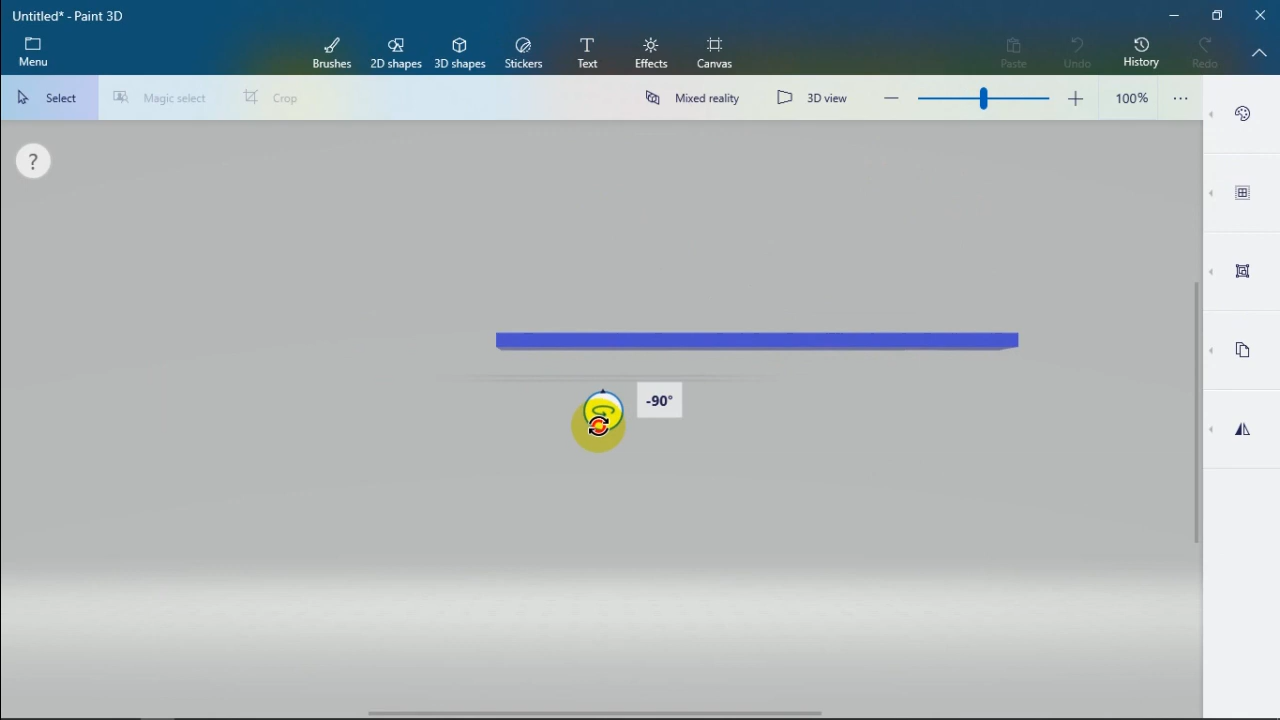 Untitled* - Paint 3D
Menu
Brushes
2D shapes
3D shapes
Stickers
Text
Effects
Canvas
Paste
Undo
History
Redo
Select
Magic select
Crop
Mixed reality
3D view
100%
?
-90°